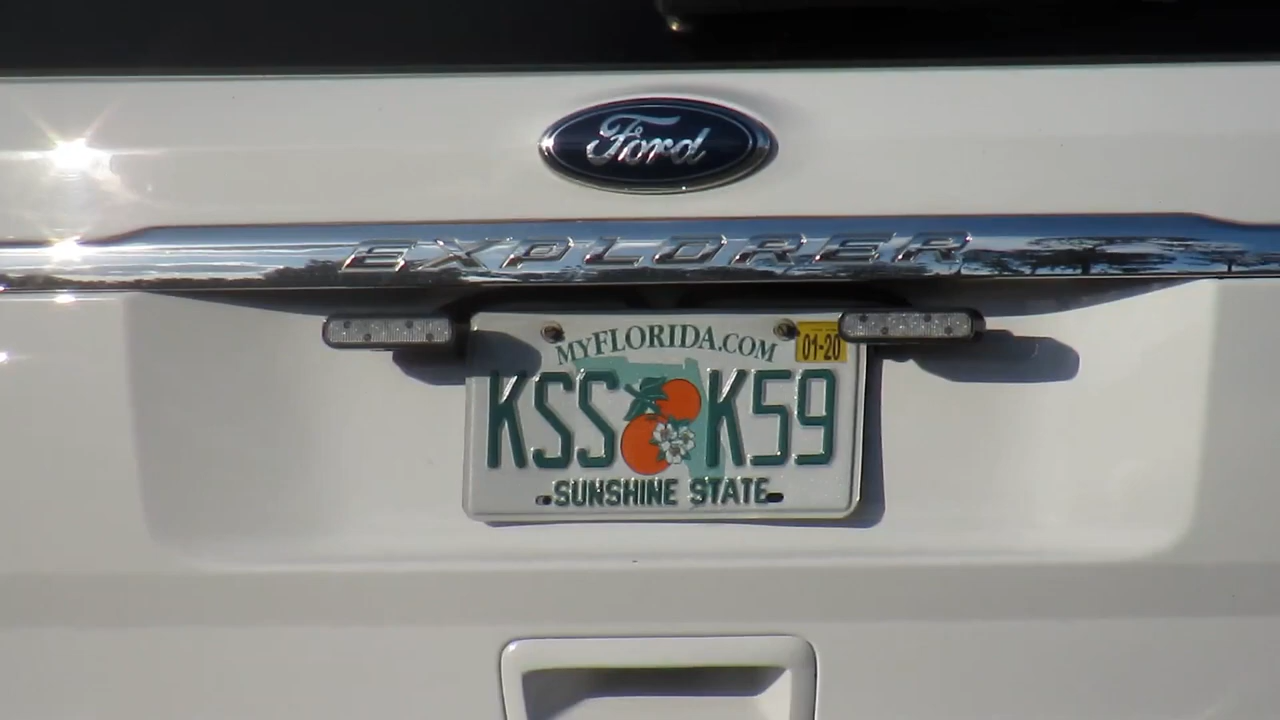 Ford
EXPLORER
MYFLORIDA.COM
01-20
KSS K59
SUNSHINE STATE